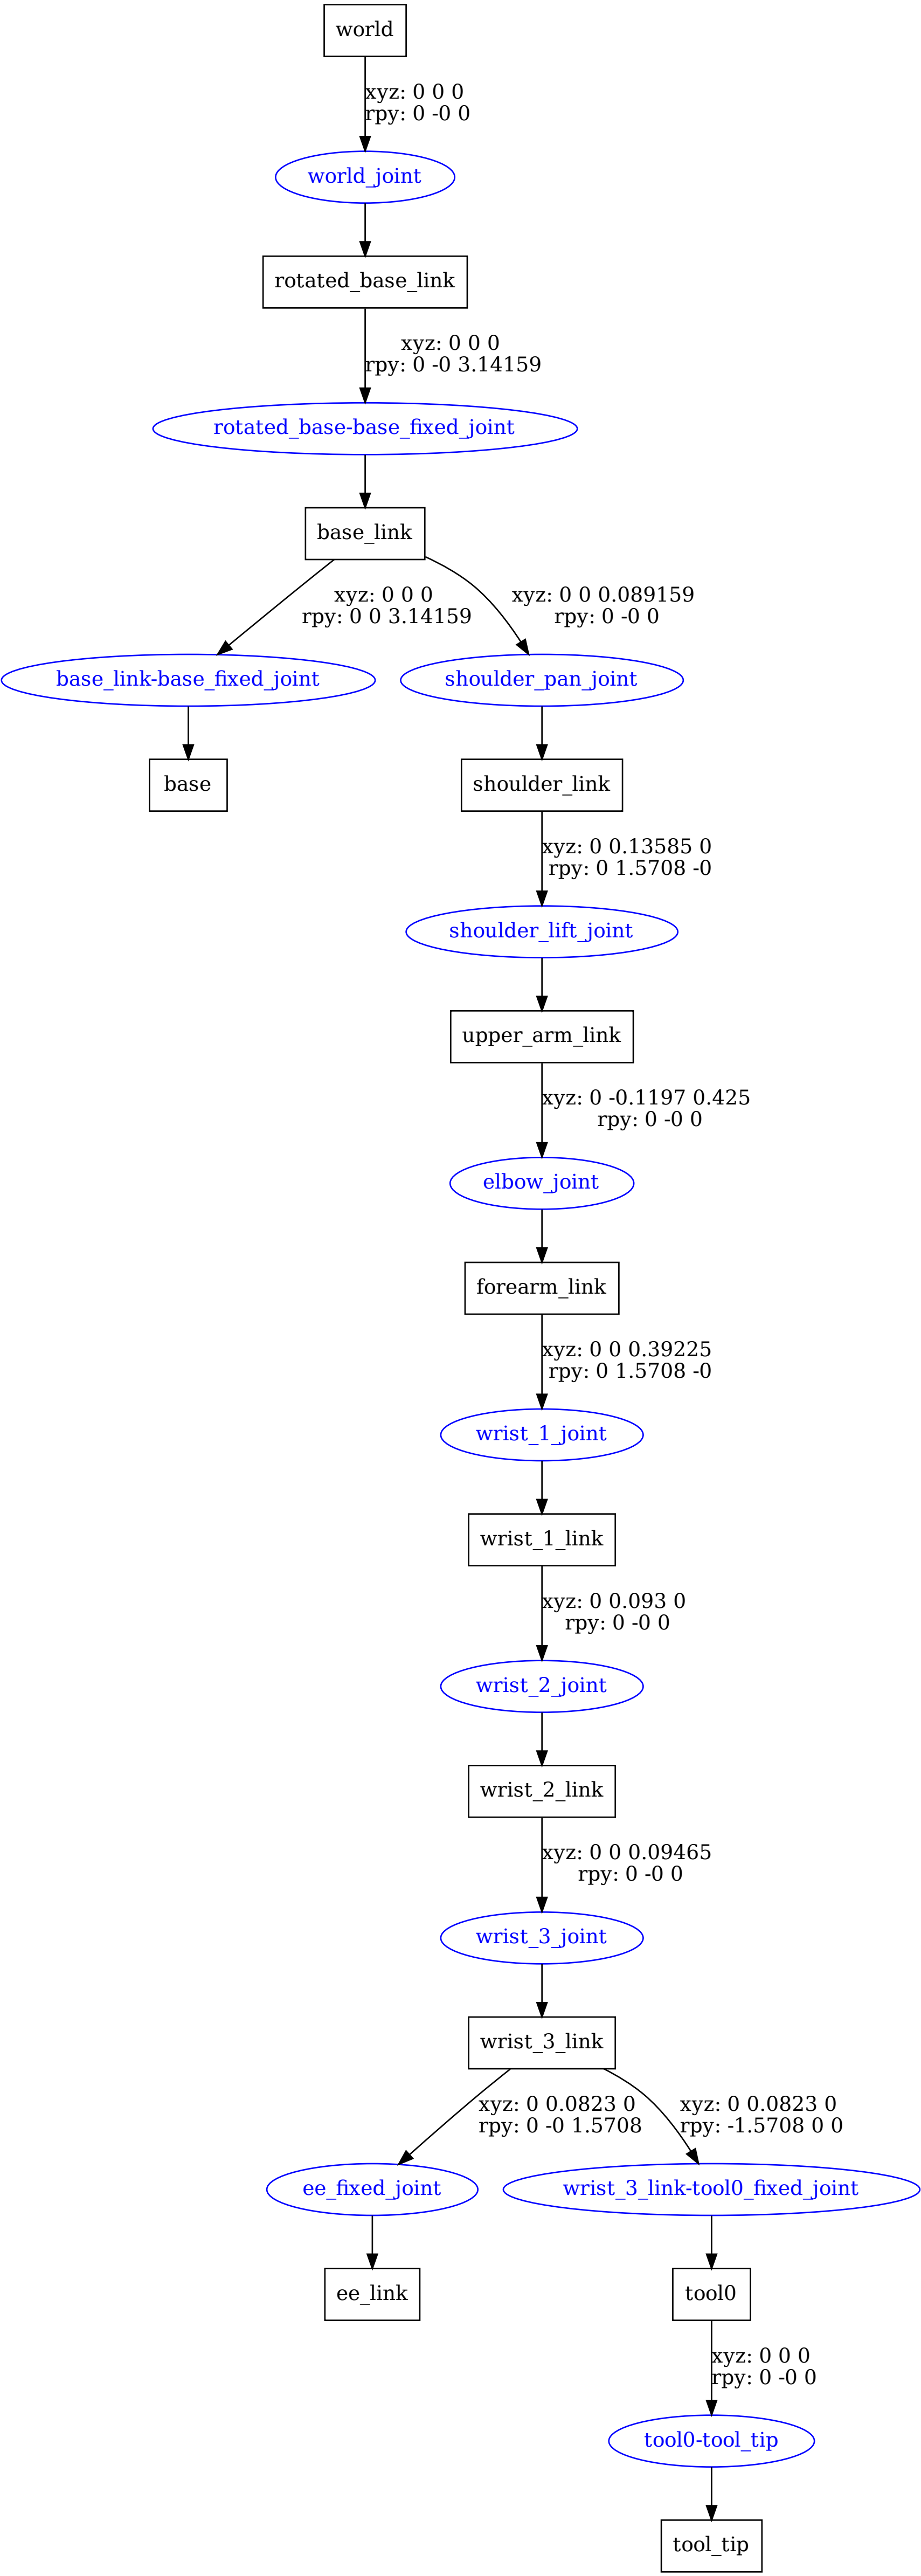 world
xyz: 0 0 0
rpy: 0 -0 0
world_joint
rotated_base_link
xyz: 0 0 0
rpy: 0 -0 3.14159
rotated_base-base_fixed_joint
base_link
xyz: 0 0 0
rpy: 0 0 3.14159
xyz: 0 0 0.089159
rpy: 0 -0 0
base_link-base_fixed_joint
shoulder_pan_joint
base
shoulder_link
xyz: 0 0.13585 0
rpy: 0 1.5708 -0
shoulder_lift_joint
upper_arm_link
xyz: 0 -0.1197 0.425
rpy: 0 -0 0
elbow_joint
forearm_link
xyz: 0 0 0.39225
rpy: 0 1.5708 -0
wrist_1_joint
wrist_1_link
xyz: 0 0.093 0
rpy: 0 -0 0
wrist_2_joint
wrist_2_link
xyz: 0 0 0.09465
rpy: 0 -0 0
wrist_3_joint
wrist_3_link
xyz: 0 0.0823 0
rpy: 0 -0 1.5708
xyz: 0 0.0823 0
rpy: -1.5708 0 0
ee_fixed_joint
wrist_3_link-tool0_fixed_joint
ee_link
tool0
xyz: 0 0 0
rpy: 0 -0 0
tool0-tool_tip
tool_tip